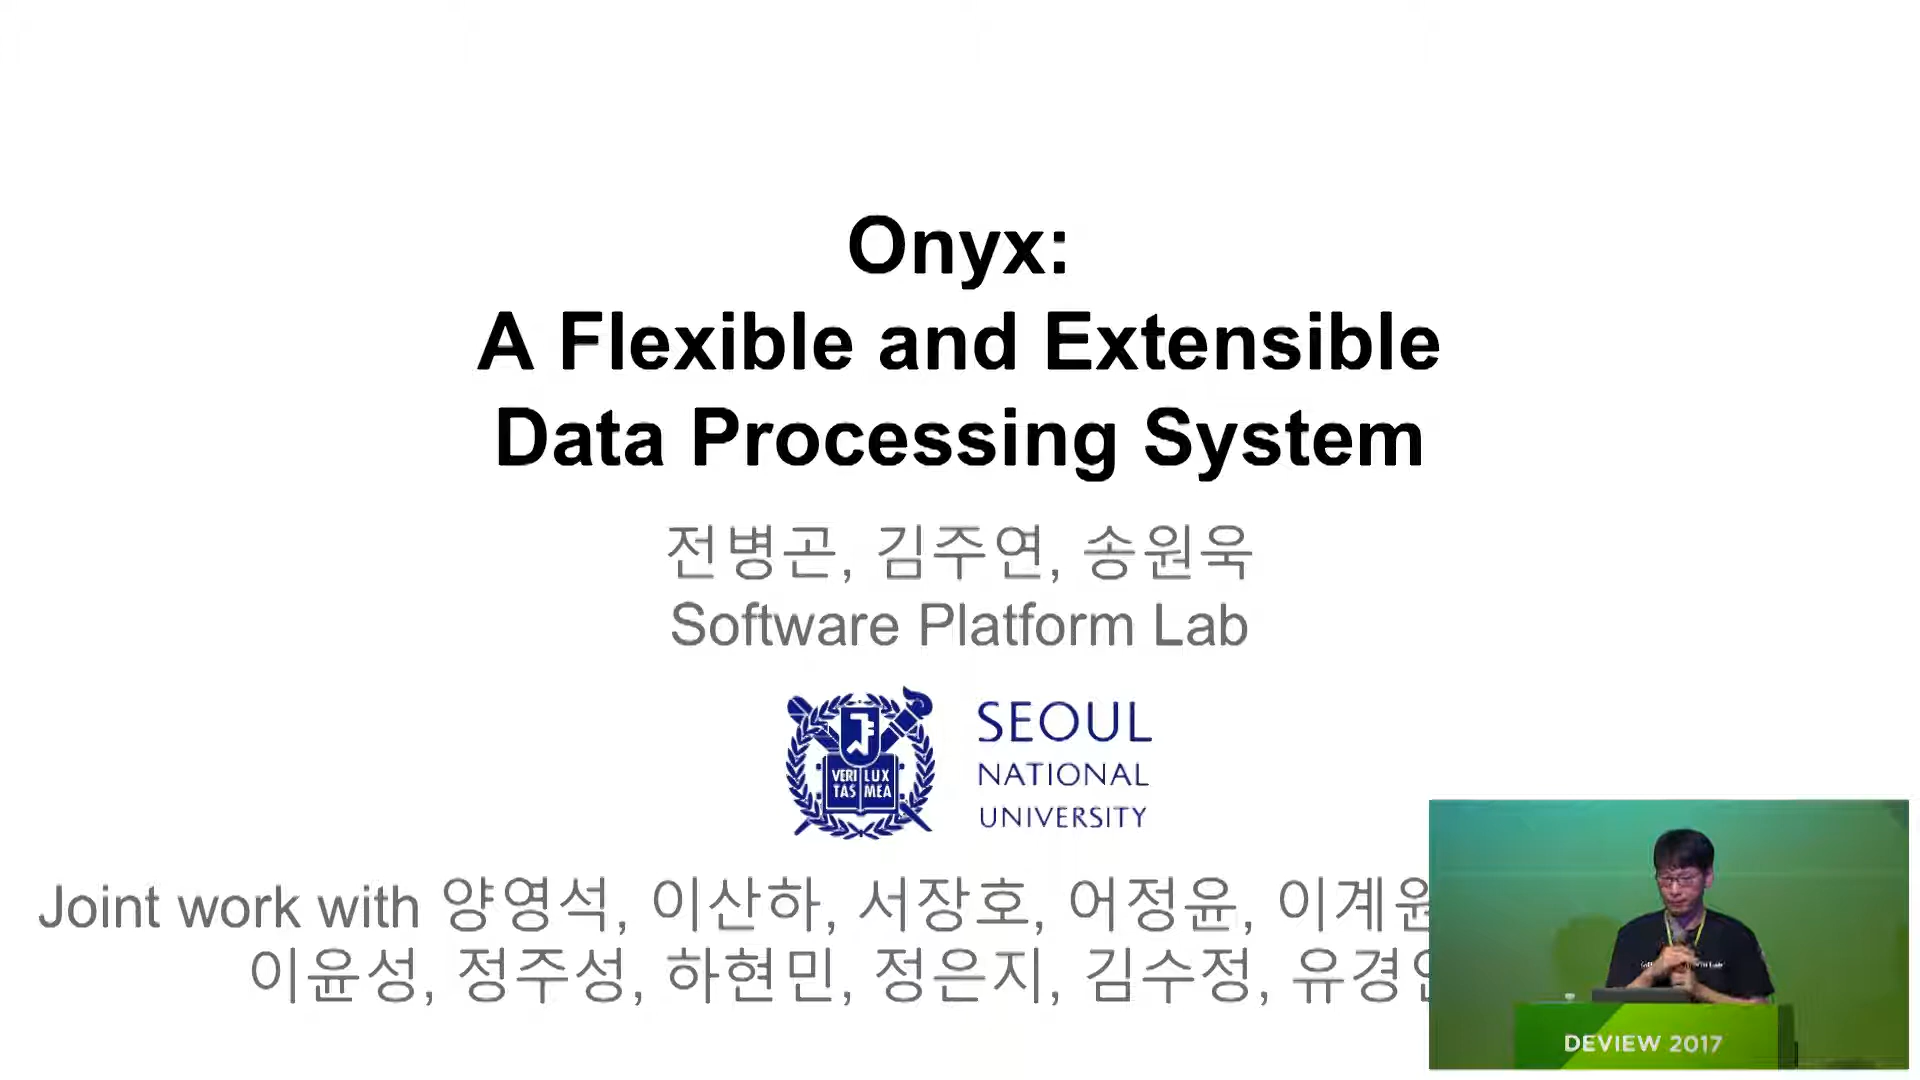 Onyx:
A Flexible and Extensible
Data Processing System
전병곤, 김주연, 송원욱
Software Platform Lab
VERI LUX
TAS MEA
SEOUL
NATIONAL
UNIVERSITY
Joint work with 양영석, 이산하, 서장호, 어정윤, 이계원
이윤성, 정주성, 하현민, 정은지, 김수정,
DEVIEW 2017